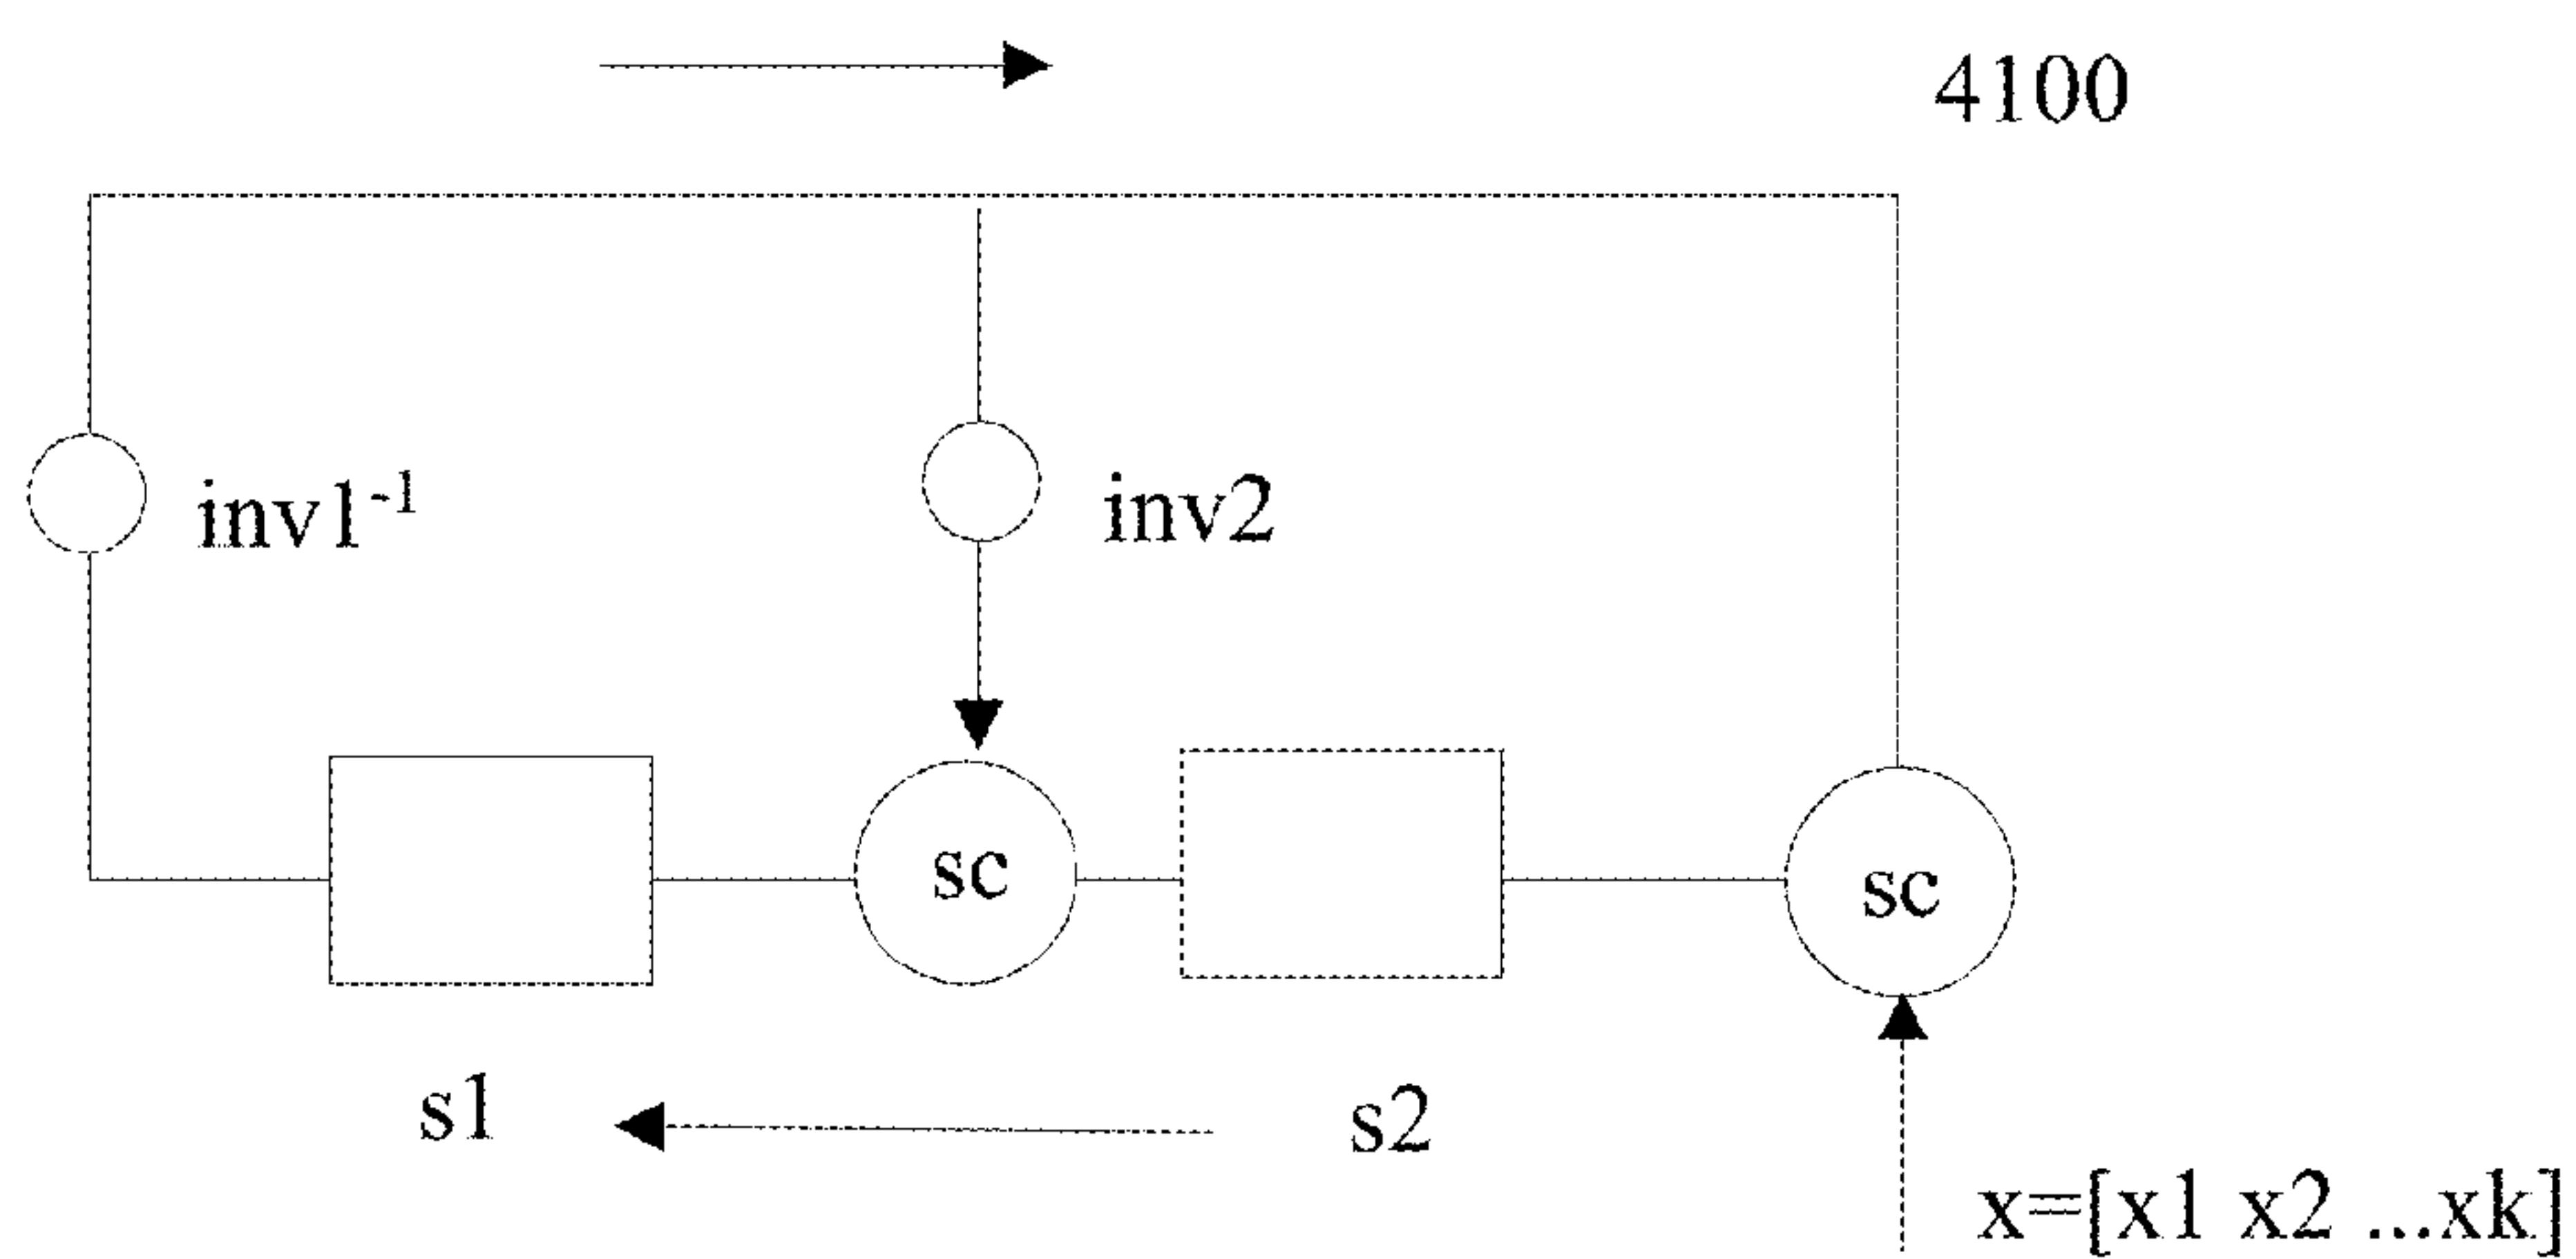 4100
inv1⁻¹
inv2
sc
sc
s1
s2
x=[x1 x2 ...xk]